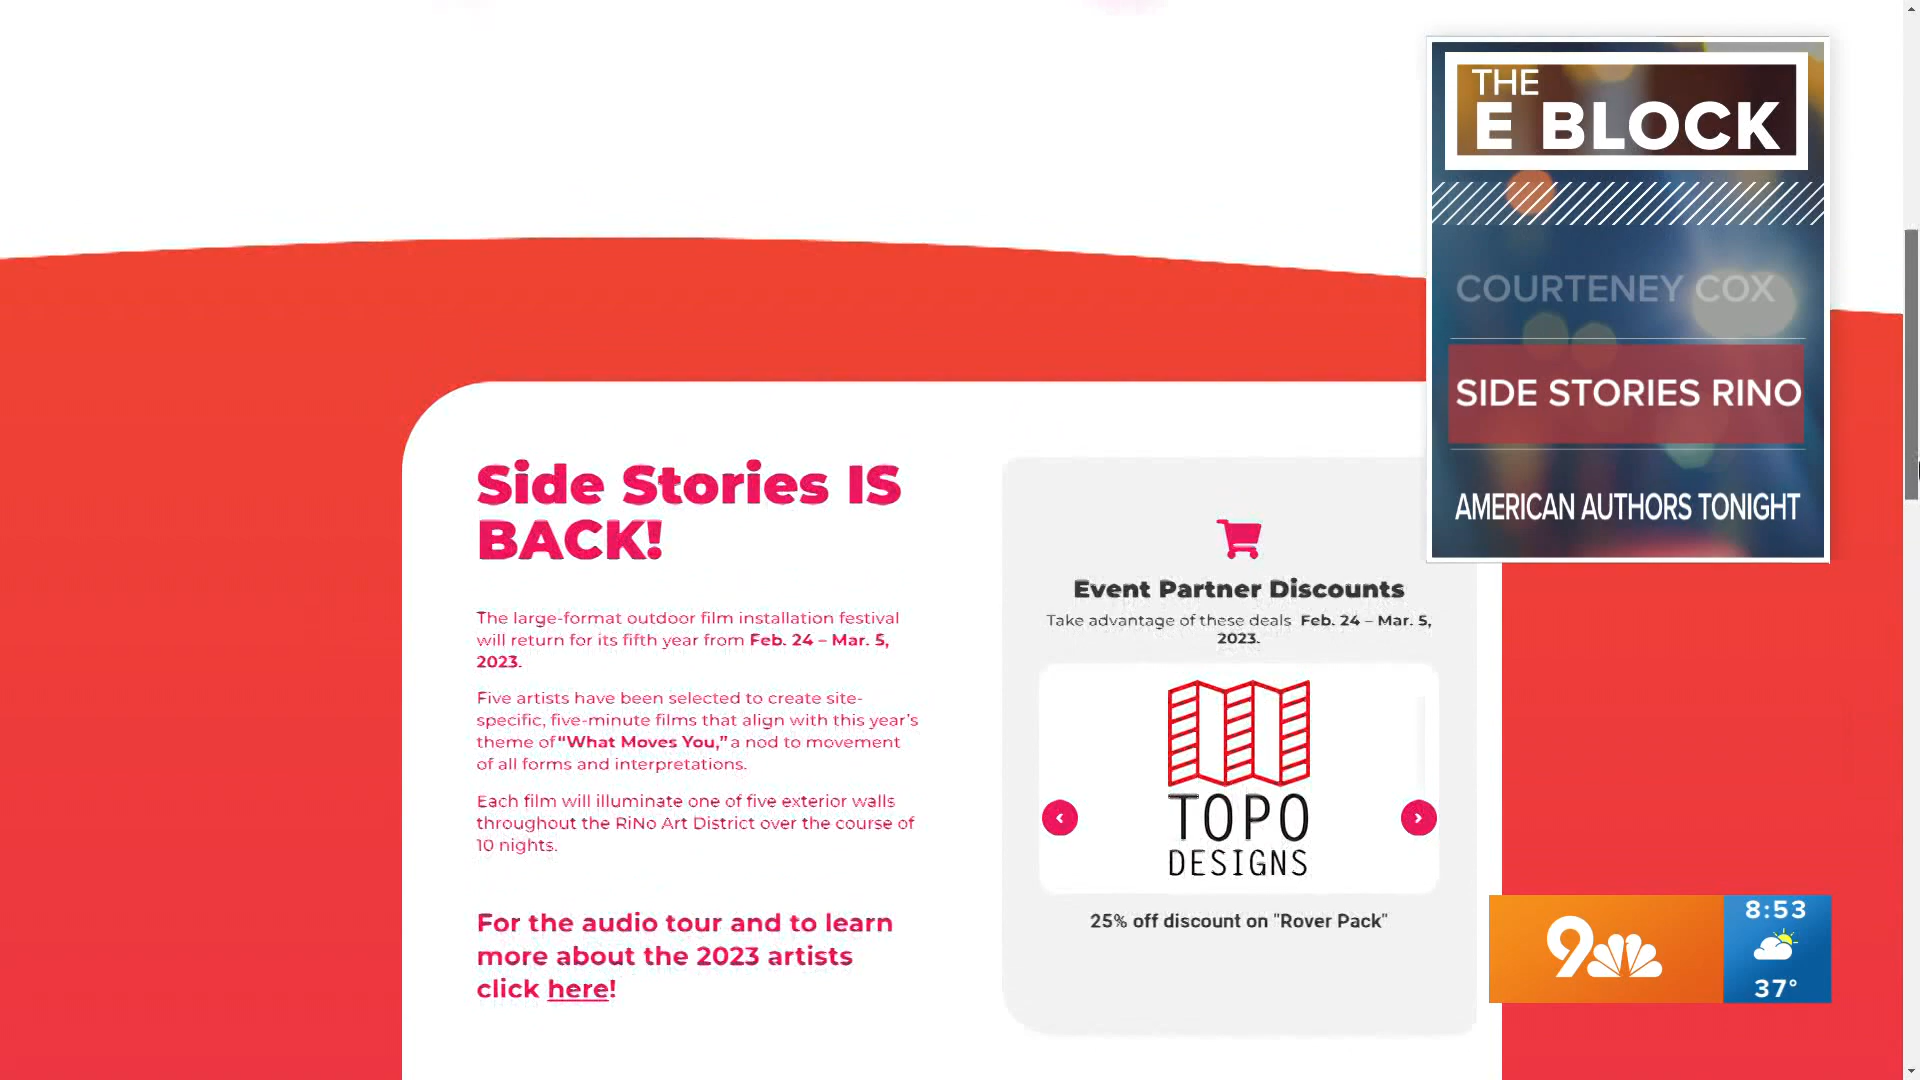 THE
E BLOCK
COURTENEY COX
SIDE STORIES RINO
AMERICAN AUTHORS TONIGHT
Side Stories IS
BACK!
The large-format outdoor film installation festival
will return for its fifth year from Feb. 24 – Mar. 5,
2023.
Five artists have been selected to create site-
specific, five-minute films that align with this year's
theme of “What Moves You,” a nod to movement
of all forms and interpretations.
Each film will illuminate one of five exterior walls
throughout the RiNo Art District over the course of
10 nights.
For the audio tour and to learn
more about the 2023 artists
click here!
Event Partner Discounts
Take advantage of these deals Feb. 24 – Mar. 5,
2023.
TOPO
DESIGNS
25% off discount on "Rover Pack"
9
8:53
37°